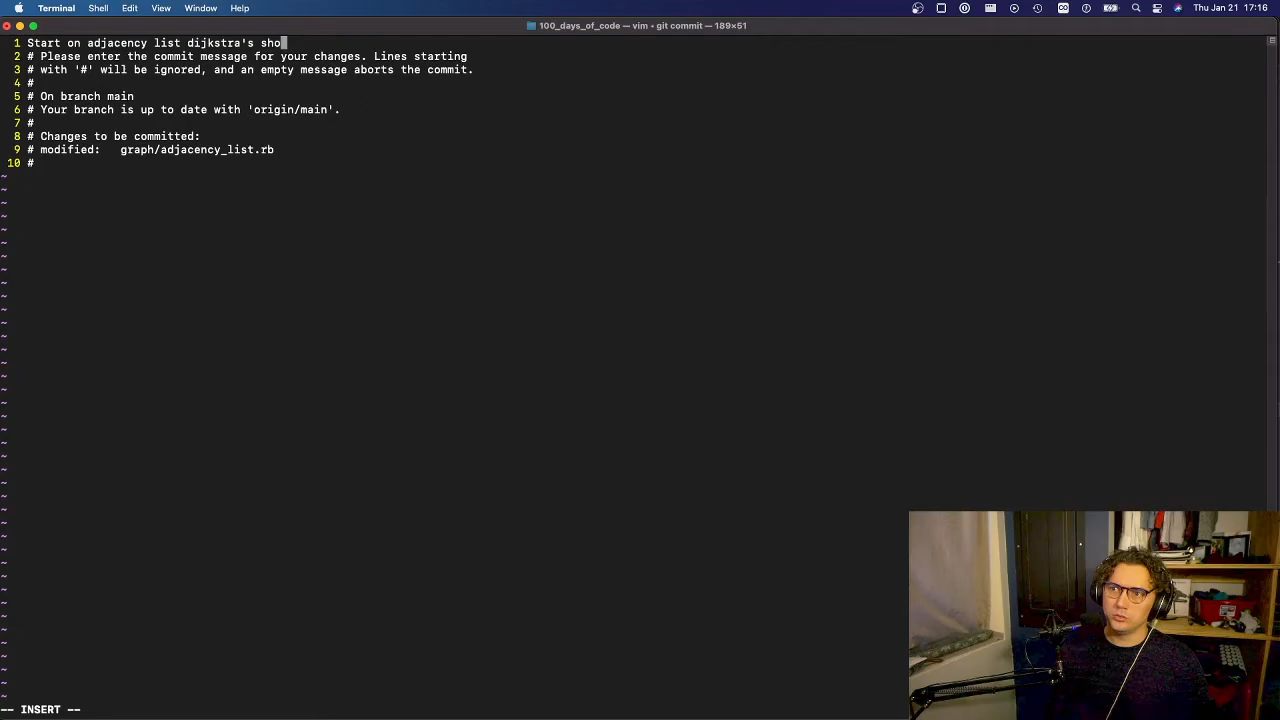 Terminal Shell Edit View Window Help Thu Jan 21 17:16
100_days_of_code — vim • git commit — 189×51
1 Start on adjacency list dijkstra's sho
2 # Please enter the commit message for your changes. Lines starting
3 # with '#' will be ignored, and an empty message aborts the commit.
4 #
5 # On branch main
6 # Your branch is up to date with 'origin/main'.
7 #
8 # Changes to be committed:
9 # modified:   graph/adjacency_list.rb
10 #
-- INSERT --